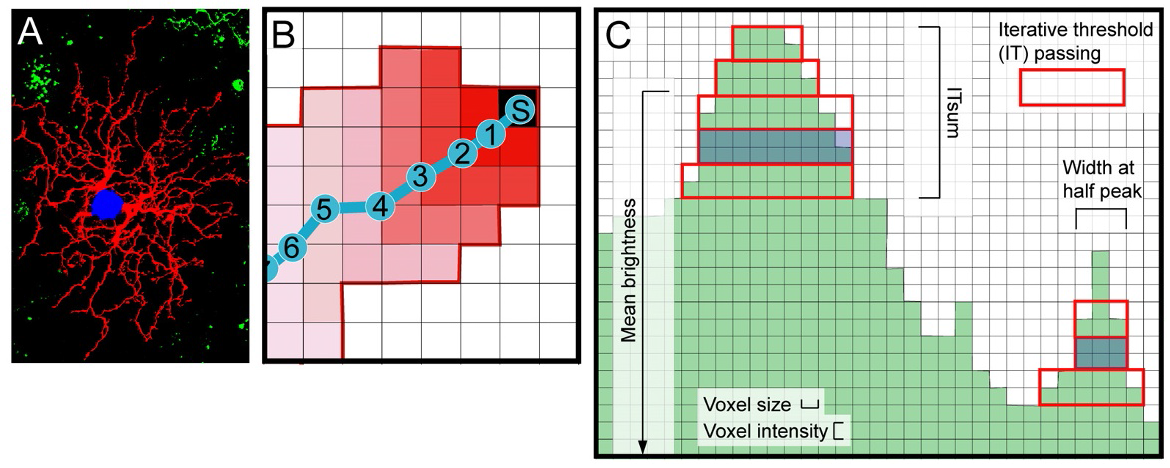 A
B
S
1
2
3
4
5
6
C
ITsum
Iterative threshold
(IT) passing
Width at
half peak
Mean brightness
Voxel size
Voxel intensity